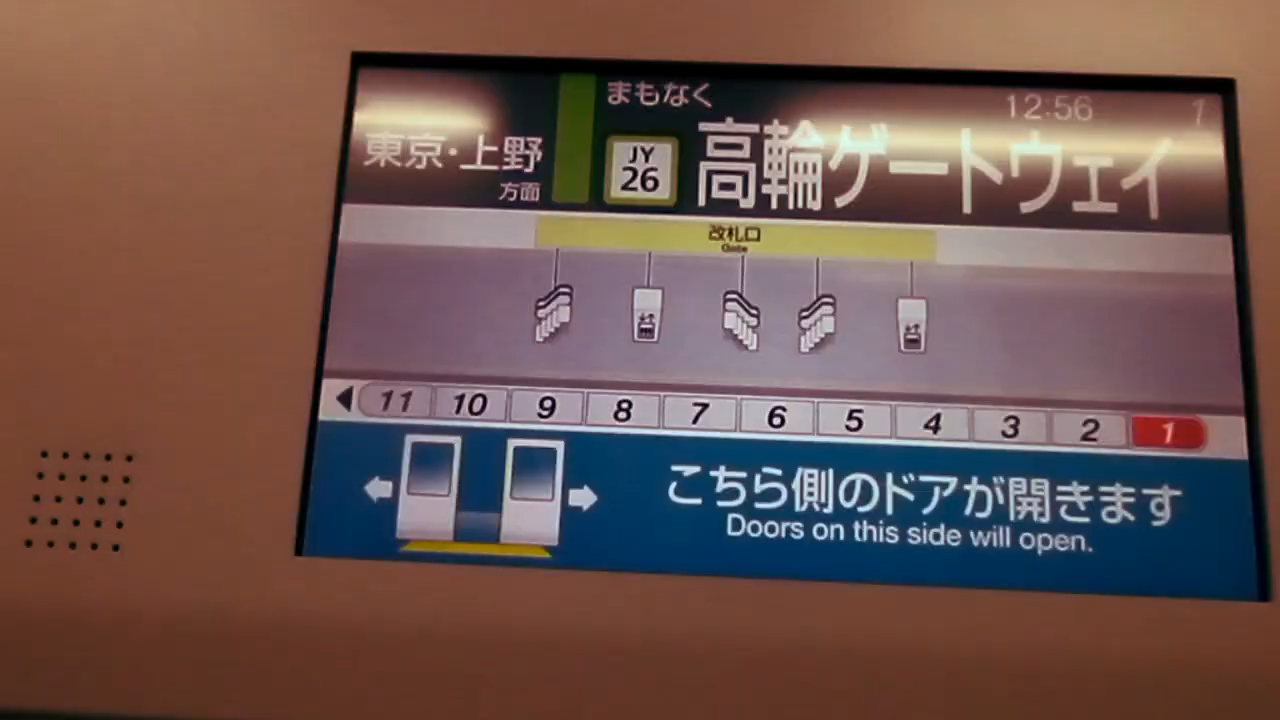 まもなく
12:56
1
東京・上野
方面
JY
26
高輪ゲートウェイ
改札口
Gate
11 10 9 8 7 6 5 4 3 2 1
こちら側のドアが開きます
Doors on this side will open.